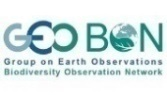 GEO BON
Group on Earth Observations
Biodiversity Observation Network